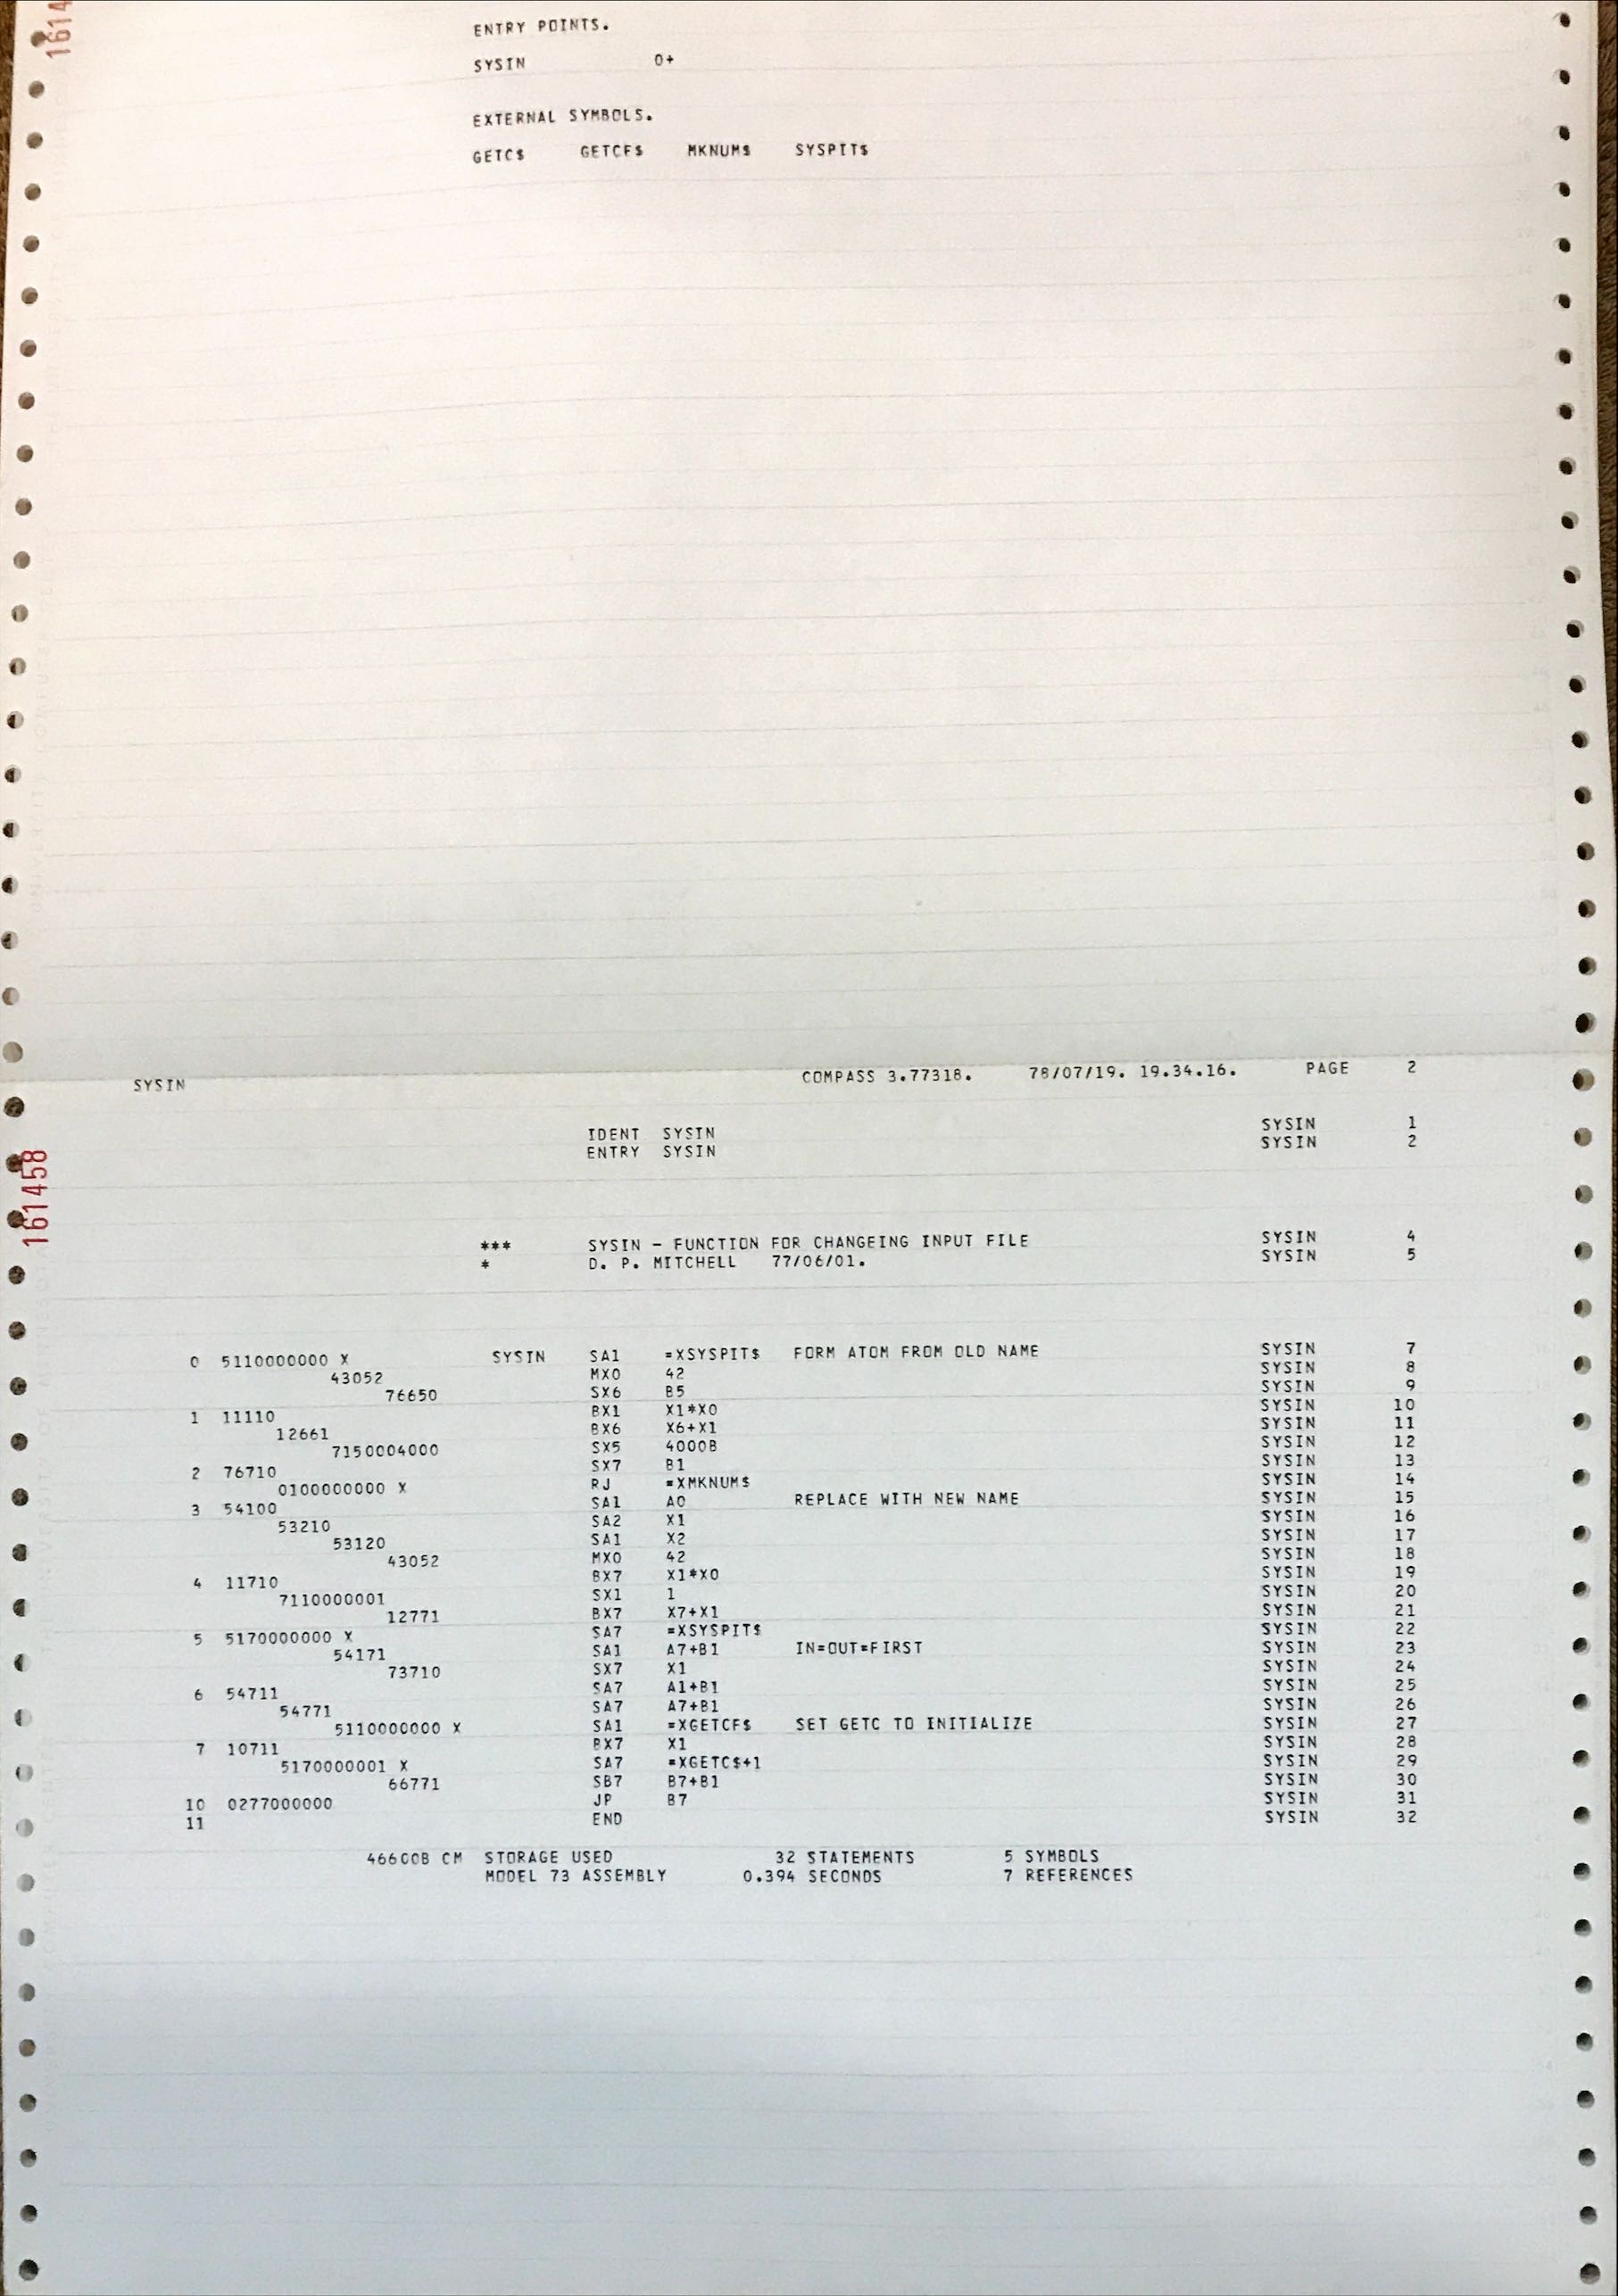 1614
ENTRY POINTS.
SYSIN 0+
EXTERNAL SYMBOLS.
GETC$ GETCF$ MKNUM$ SYSPIT$
SYSIN COMPASS 3.77318. 78/07/19. 19.34.16. PAGE 2
IDENT SYSIN SYSIN 1
ENTRY SYSIN SYSIN 2
161458
*** SYSIN - FUNCTION FOR CHANGEING INPUT FILE SYSIN 4
* D. P. MITCHELL 77/06/01. SYSIN 5
0 5110000000 X SYSIN SA1 =XSYSPIT$ FORM ATOM FROM OLD NAME SYSIN 7
43052 MX0 42 SYSIN 8
76650 SX6 B5 SYSIN 9
1 11110 BX1 X1*X0 SYSIN 10
12661 BX6 X6+X1 SYSIN 11
7150004000 SX5 4000B SYSIN 12
2 76710 SX7 B1 SYSIN 13
0100000000 X RJ =XMKNUM$ SYSIN 14
3 54100 SA1 A0 REPLACE WITH NEW NAME SYSIN 15
53210 SA2 X1 SYSIN 16
53120 SA1 X2 SYSIN 17
43052 MX0 42 SYSIN 18
4 11710 BX7 X1*X0 SYSIN 19
7110000001 SX1 1 SYSIN 20
12771 BX7 X7+X1 SYSIN 21
5 5170000000 X SA7 =XSYSPIT$ SYSIN 22
54171 SA1 A7+B1 IN=OUT=FIRST SYSIN 23
73710 SX7 X1 SYSIN 24
6 54711 SA7 A1+B1 SYSIN 25
54771 SA7 A7+B1 SYSIN 26
5110000000 X SA1 =XGETCF$ SET GETC TO INITIALIZE SYSIN 27
7 10711 BX7 X1 SYSIN 28
5170000001 X SA7 =XGETC$+1 SYSIN 29
66771 SB7 B7+B1 SYSIN 30
10 0277000000 JP B7 SYSIN 31
11 END SYSIN 32
46600B CM STORAGE USED 32 STATEMENTS 5 SYMBOLS
MODEL 73 ASSEMBLY 0.394 SECONDS 7 REFERENCES